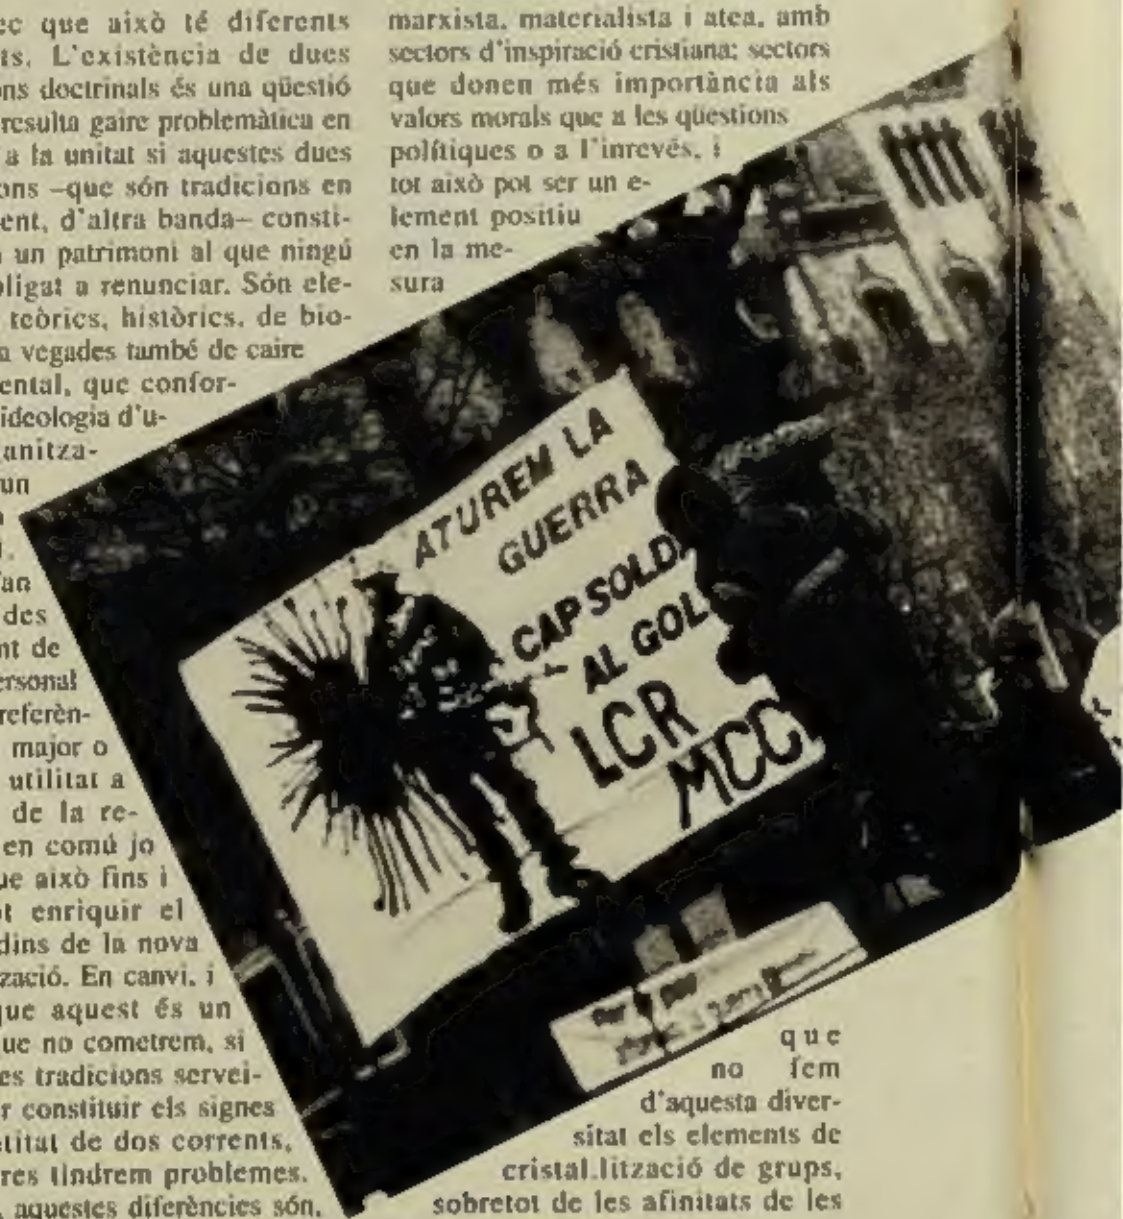 ec que això té diferents
ts. L'existència de dues
ons doctrinals és una qüestió
resulta gaire problemàtica en
a la unitat si aquestes dues
ons –que són tradicions en
ent, d'altra banda– consti-
un patrimoni al que ningú
bligat a renunciar. Són ele-
teòrics, històrics, de bio-
a vegades també de caire
ental, que confor-
ideologia d'u-
anitza-
un
an
des
nt de
ersonal
referèn-
major o
utilitat a
de la re-
en comú jo
ue això fins i
ot enriquir el
dins de la nova
zació. En canvi, i
que aquest és un
ue no cometrem, si
es tradicions servei-
r constituir els signes
titat de dos corrents,
res tindrem problemes.
aquestes diferències són,
marxista, materialista i atea, amb
sectors d'inspiració cristiana; sectors
que donen més importància als
valors morals que a les qüestions
polítiques o a l'inrevés, i
tot això pot ser un e-
lement positiu
en la me-
sura
ATUREM LA
GUERRA
CAP SOLD
AL GOL
LCR
MCC
que
no fem
d'aquesta diver-
sitat els elements de
cristal.lització de grups,
sobretot de les afinitats de les